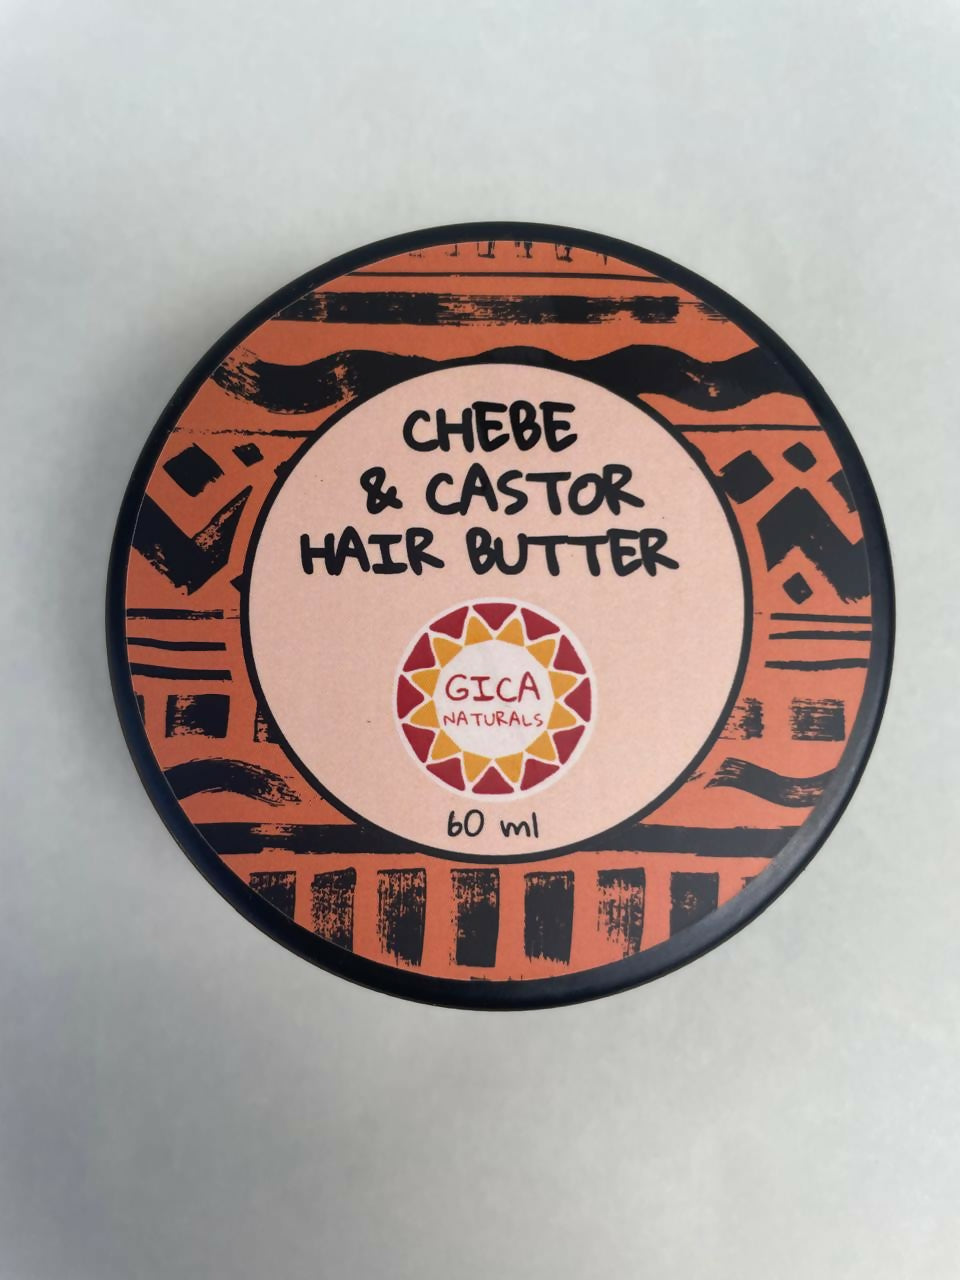 CHEBE
& CASTOR
HAIR BUTTER
GICA
NATURALS
60 ml